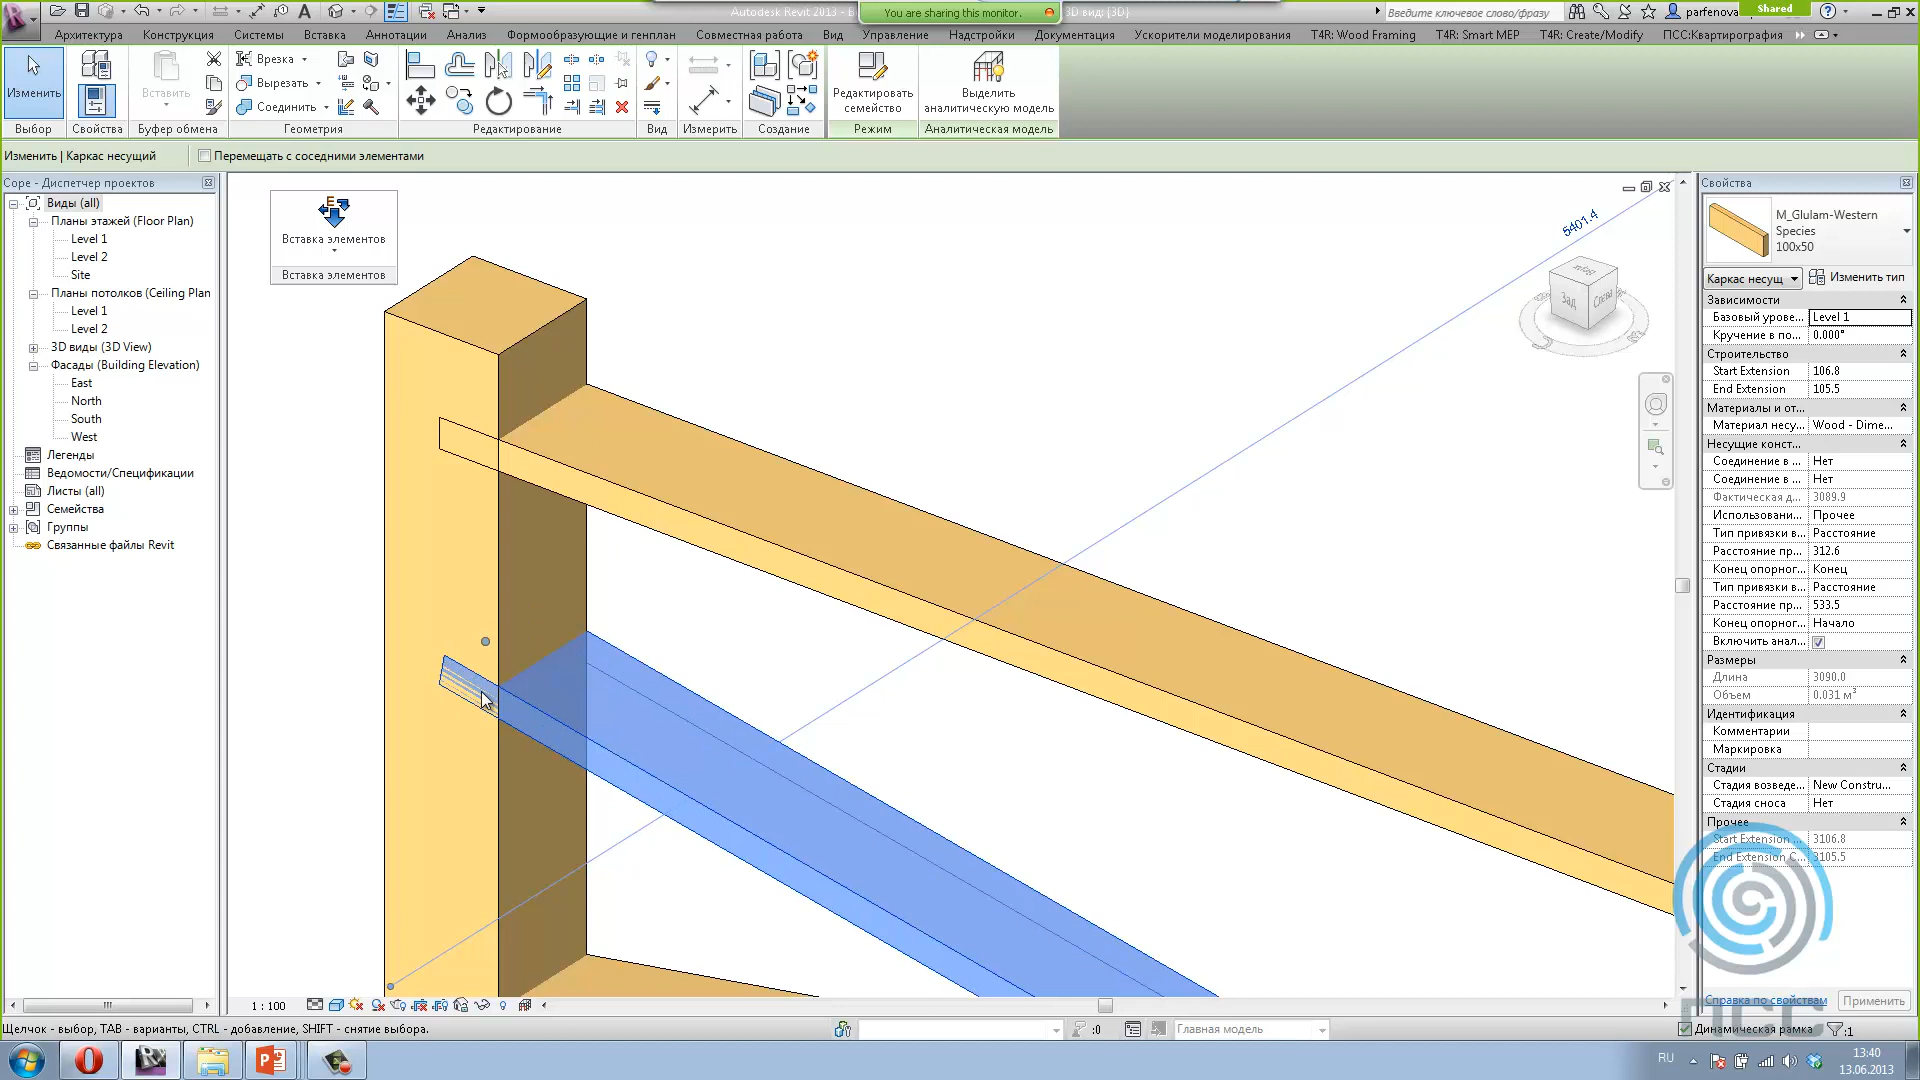 Autodesk Revit 2013 -
You are sharing this monitor.
3D вид: {3D}
Введите ключевое слово/фразу
parfenova
Shared
Архитектура
Конструкция
Системы
Вставка
Аннотации
Анализ
Формообразующие и генплан
Совместная работа
Вид
Управление
Надстройки
Документация
Ускорители моделирования
T4R: Wood Framing
T4R: Smart MEP
T4R: Create/Modify
ПСС:Квартирография
Изменить
Вставить
Врезка
Вырезать
Соединить
Редактировать семейство
Выделить аналитическую модель
Выбор
Свойства
Буфер обмена
Геометрия
Редактирование
Вид
Измерить
Создание
Режим
Аналитическая модель
Изменить | Каркас несущий
Перемещать с соседними элементами
Cope - Диспетчер проектов
Виды (all)
Планы этажей (Floor Plan)
Level 1
Level 2
Site
Планы потолков (Ceiling Plan
Level 1
Level 2
3D виды (3D View)
Фасады (Building Elevation)
East
North
South
West
Легенды
Ведомости/Спецификации
Листы (all)
Семейства
Группы
Связанные файлы Revit
Вставка элементов
Вставка элементов
5401.4
Верх
Зад
Слева
Свойства
M_Glulam-Western
Species
100x50
Каркас несущ
Изменить тип
Зависимости
Базовый урове... Level 1
Кручение в по... 0.000°
Строительство
Start Extension 106.8
End Extension 105.5
Материалы и от...
Материал несу... Wood - Dime...
Несущие конст...
Соединение в ... Нет
Соединение в ... Нет
Фактическая д... 3089.9
Использовани... Прочее
Тип привязки в... Расстояние
Расстояние пр... 312.6
Конец опорног... Конец
Тип привязки в... Расстояние
Расстояние пр... 533.5
Конец опорног... Начало
Включить анал...
Размеры
Длина 3090.0
Объем 0.031 м³
Идентификация
Комментарии
Маркировка
Стадии
Стадия возведе... New Constru...
Стадия сноса Нет
Прочее
Start Extension ... 3106.8
End Extension C... 3105.5
Справка по свойствам
Применить
ПСС
1 : 100
Щелчок - выбор, TAB - варианты, CTRL - добавление, SHIFT - снятие выбора.
:0
Главная модель
Динамическая рамка
:1
RU
13:40
13.06.2013